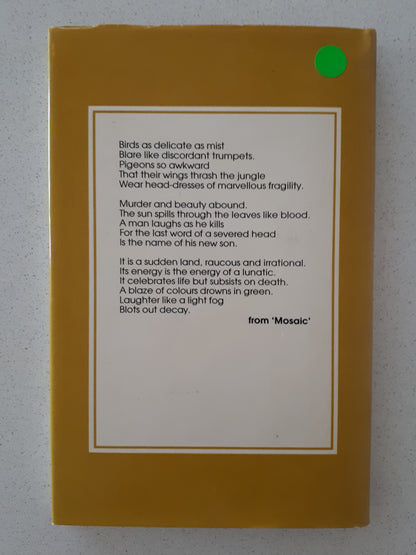 Birds as delicate as mist
Blare like discordant trumpets.
Pigeons so awkward
That their wings thrash the jungle
Wear head-dresses of marvellous fragility.
Murder and beauty abound.
The sun spills through the leaves like blood.
A man laughs as he kills
For the last word of a severed head
Is the name of his new son.
It is a sudden land, raucous and irrational.
Its energy is the energy of a lunatic.
It celebrates life but subsists on death.
A blaze of colours drowns in green.
Laughter like a light fog
Blots out decay.
from 'Mosaic'